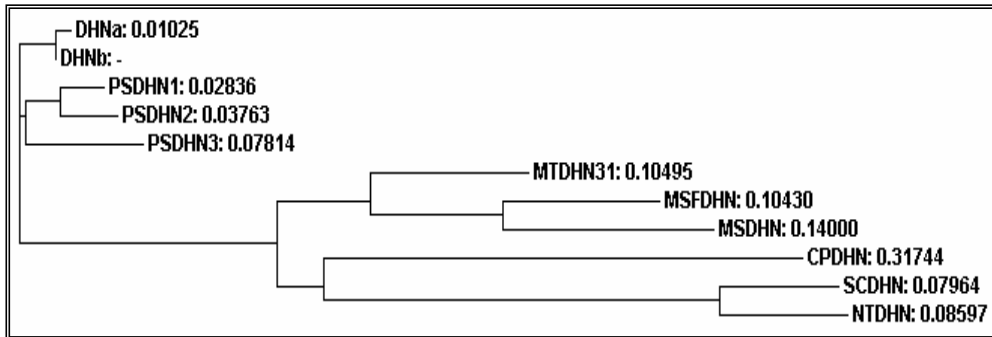 DHNa: 0.01025
DHNb: -
PSDHN1: 0.02836
PSDHN2: 0.03763
PSDHN3: 0.07814
MTDHN31: 0.10495
MSFDHN: 0.10430
MSDHN: 0.14000
CPDHN: 0.31744
SCDHN: 0.07964
NTDHN: 0.08597